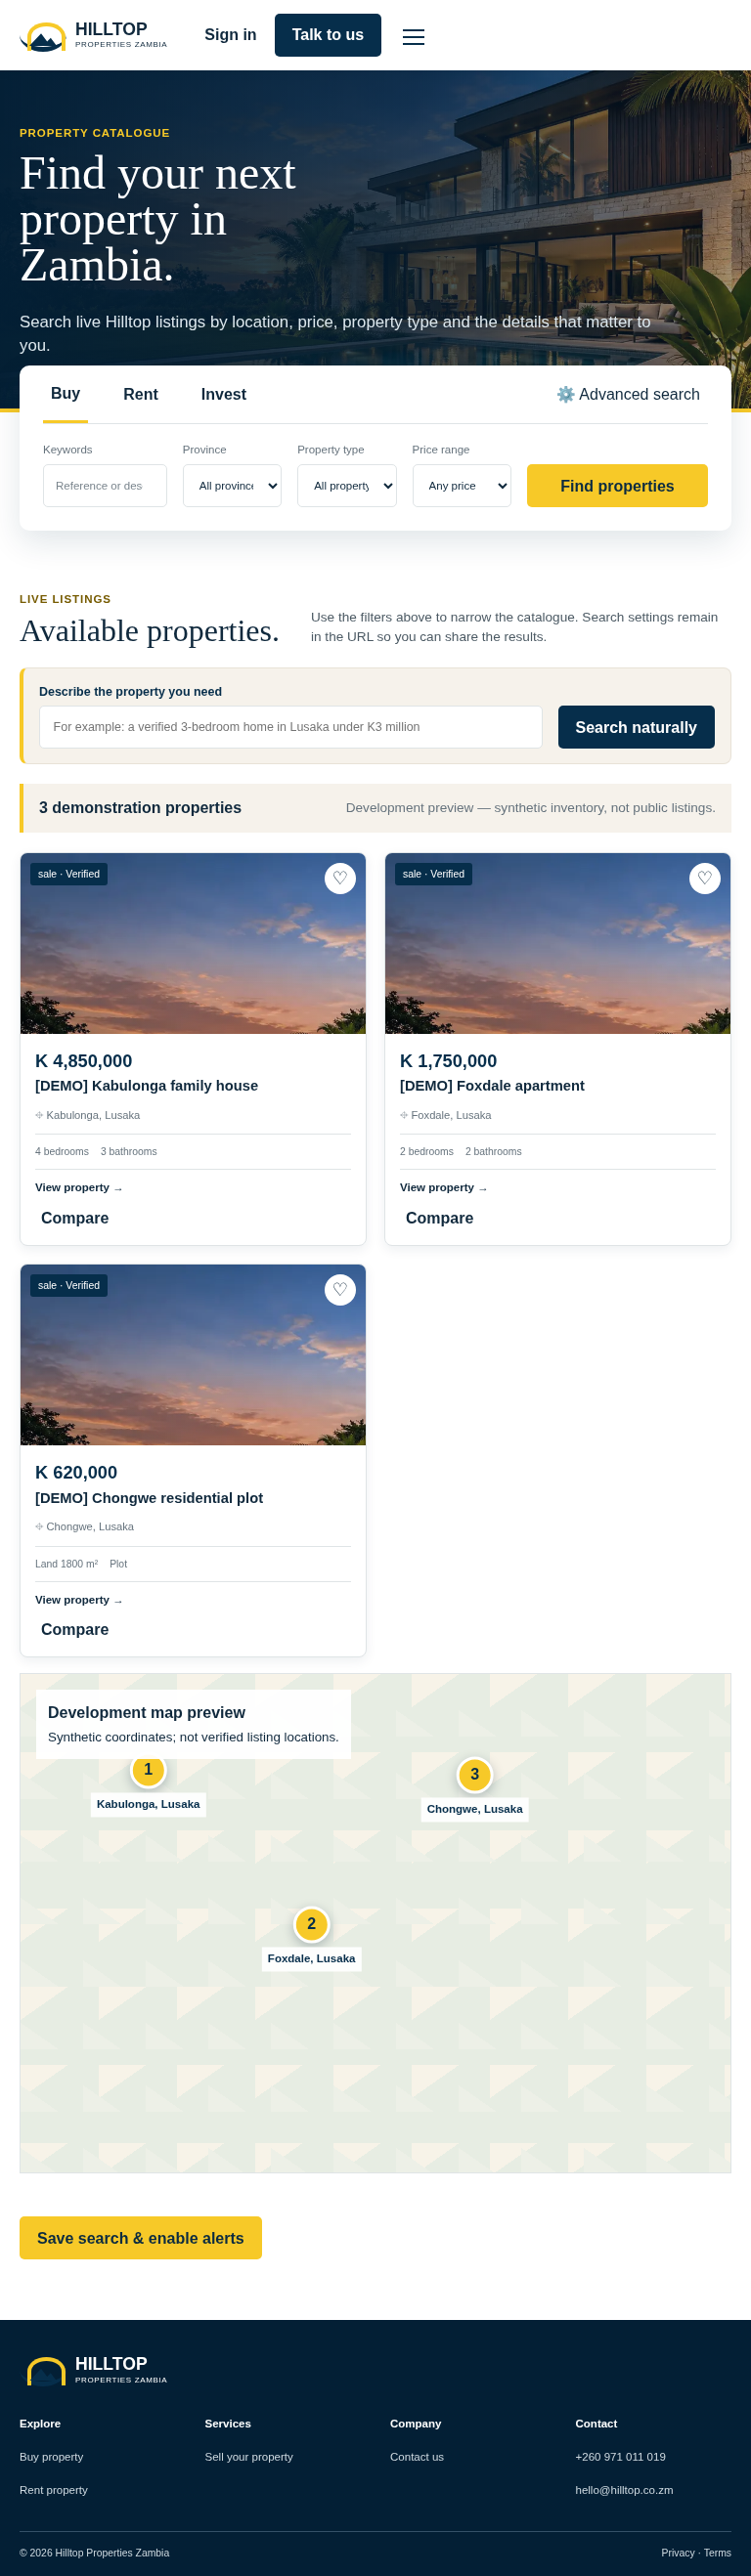 HILLTOP
PROPERTIES ZAMBIA
Sign in
Talk to us
PROPERTY CATALOGUE
Find your next
property in
Zambia.
Search live Hilltop listings by location, price, property type and the details that matter to
you.
Buy
Rent
Invest
⚙️ Advanced search
Keywords
Province
Property type
Price range
Reference or des
All province
All property
Any price
Find properties
LIVE LISTINGS
Available properties.
Use the filters above to narrow the catalogue. Search settings remain
in the URL so you can share the results.
Describe the property you need
For example: a verified 3-bedroom home in Lusaka under K3 million
Search naturally
3 demonstration properties
Development preview — synthetic inventory, not public listings.
sale · Verified
♡
K 4,850,000
[DEMO] Kabulonga family house
Kabulonga, Lusaka
4 bedrooms 3 bathrooms
View property →
Compare
sale · Verified
♡
K 1,750,000
[DEMO] Foxdale apartment
Foxdale, Lusaka
2 bedrooms 2 bathrooms
View property →
Compare
sale · Verified
♡
K 620,000
[DEMO] Chongwe residential plot
Chongwe, Lusaka
Land 1800 m² Plot
View property →
Compare
Development map preview
Synthetic coordinates; not verified listing locations.
1
Kabulonga, Lusaka
3
Chongwe, Lusaka
2
Foxdale, Lusaka
Save search & enable alerts
HILLTOP
PROPERTIES ZAMBIA
Explore
Buy property
Rent property
Services
Sell your property
Company
Contact us
Contact
+260 971 011 019
hello@hilltop.co.zm
© 2026 Hilltop Properties Zambia
Privacy · Terms